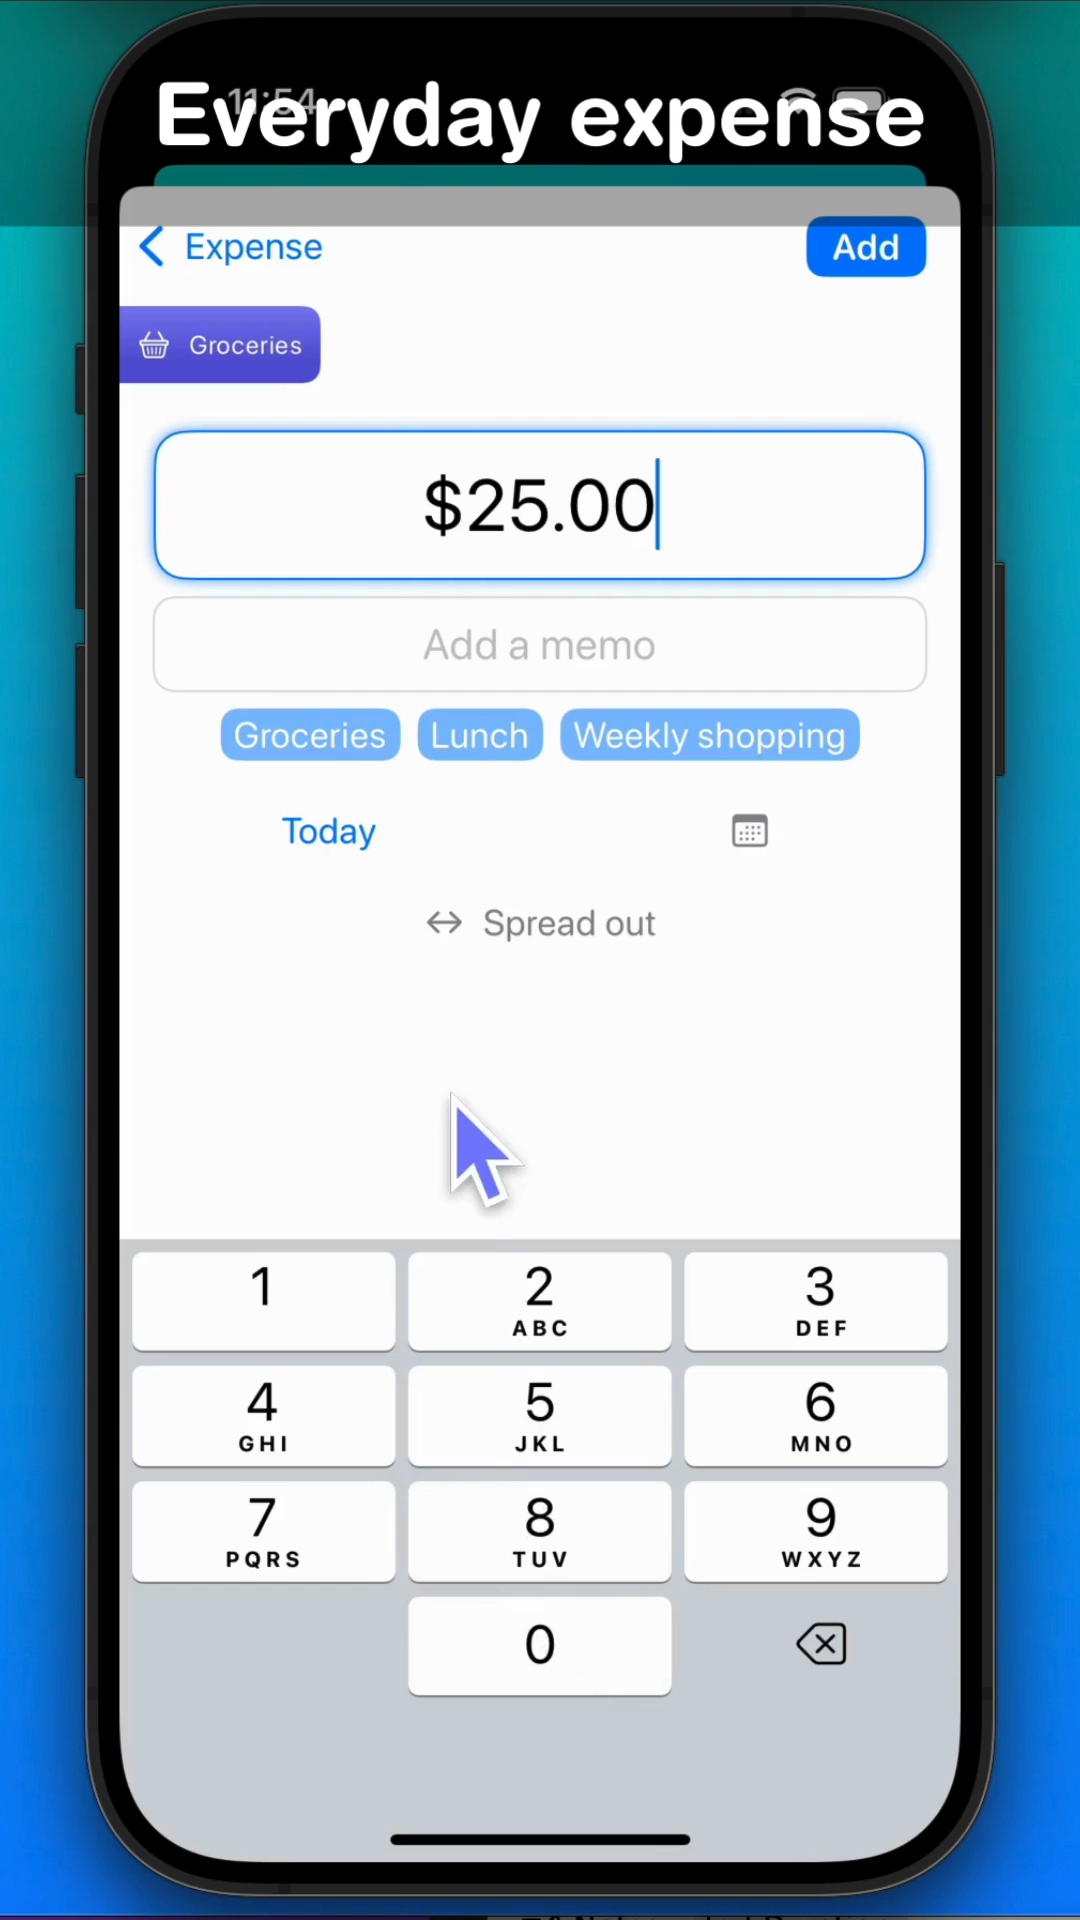 11:54
Everyday expense
Expense
Add
Groceries
$25.00
Add a memo
Groceries Lunch Weekly shopping
Today
Spread out
1 2 3
ABC DEF
4 5 6
GHI JKL MNO
7 8 9
PQRS TUV WXYZ
0